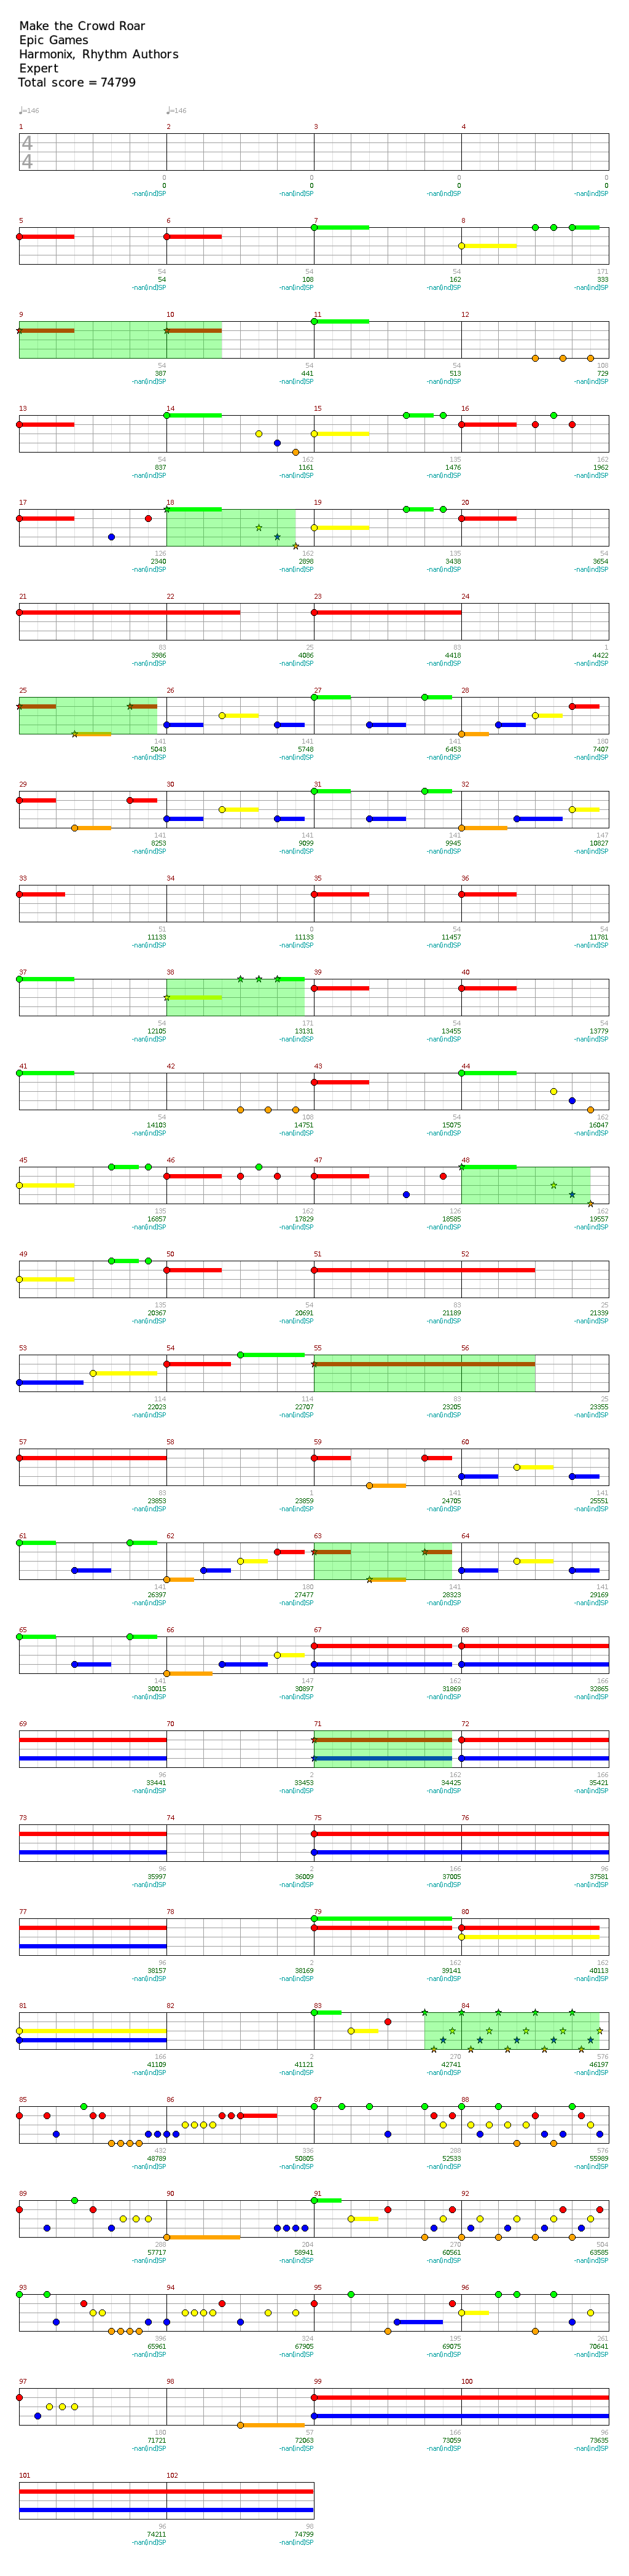 Make the Crowd Roar
Epic Games
Harmonix, Rhythm Authors
Expert
Total score = 74799
♩=146 ♩=146
1 2 3 4
4
4
0 0 0 0
0 0 0 0
-nan(ind)SP -nan(ind)SP -nan(ind)SP -nan(ind)SP
5 6 7 8
54 54 54 171
54 108 162 333
-nan(ind)SP -nan(ind)SP -nan(ind)SP -nan(ind)SP
9 10 11 12
54 54 54 108
387 441 513 729
-nan(ind)SP -nan(ind)SP -nan(ind)SP -nan(ind)SP
13 14 15 16
54 162 135 162
837 1161 1476 1962
-nan(ind)SP -nan(ind)SP -nan(ind)SP -nan(ind)SP
17 18 19 20
126 162 135 54
2340 2898 3438 3654
-nan(ind)SP -nan(ind)SP -nan(ind)SP -nan(ind)SP
21 22 23 24
83 25 83 1
3986 4086 4418 4422
-nan(ind)SP -nan(ind)SP -nan(ind)SP -nan(ind)SP
25 26 27 28
141 141 141 180
5043 5748 6453 7407
-nan(ind)SP -nan(ind)SP -nan(ind)SP -nan(ind)SP
29 30 31 32
141 141 141 147
8253 9099 9945 10827
-nan(ind)SP -nan(ind)SP -nan(ind)SP -nan(ind)SP
33 34 35 36
51 0 54 54
11133 11133 11457 11781
-nan(ind)SP -nan(ind)SP -nan(ind)SP -nan(ind)SP
37 38 39 40
54 171 54 54
12105 13131 13455 13779
-nan(ind)SP -nan(ind)SP -nan(ind)SP -nan(ind)SP
41 42 43 44
54 108 54 162
14103 14751 15075 16047
-nan(ind)SP -nan(ind)SP -nan(ind)SP -nan(ind)SP
45 46 47 48
135 162 126 162
16857 17829 18585 19557
-nan(ind)SP -nan(ind)SP -nan(ind)SP -nan(ind)SP
49 50 51 52
135 54 83 25
20367 20691 21189 21339
-nan(ind)SP -nan(ind)SP -nan(ind)SP -nan(ind)SP
53 54 55 56
114 114 83 25
22023 22707 23205 23355
-nan(ind)SP -nan(ind)SP -nan(ind)SP -nan(ind)SP
57 58 59 60
83 1 141 141
23853 23859 24705 25551
-nan(ind)SP -nan(ind)SP -nan(ind)SP -nan(ind)SP
61 62 63 64
141 180 141 141
26397 27477 28323 29169
-nan(ind)SP -nan(ind)SP -nan(ind)SP -nan(ind)SP
65 66 67 68
141 147 162 166
30015 30897 31869 32865
-nan(ind)SP -nan(ind)SP -nan(ind)SP -nan(ind)SP
69 70 71 72
96 2 162 166
33441 33453 34425 35421
-nan(ind)SP -nan(ind)SP -nan(ind)SP -nan(ind)SP
73 74 75 76
96 2 166 96
35997 36009 37005 37581
-nan(ind)SP -nan(ind)SP -nan(ind)SP -nan(ind)SP
77 78 79 80
96 2 162 162
38157 38169 39141 40113
-nan(ind)SP -nan(ind)SP -nan(ind)SP -nan(ind)SP
81 82 83 84
166 2 270 576
41109 41121 42741 46197
-nan(ind)SP -nan(ind)SP -nan(ind)SP -nan(ind)SP
85 86 87 88
432 336 288 576
48789 50805 52533 55989
-nan(ind)SP -nan(ind)SP -nan(ind)SP -nan(ind)SP
89 90 91 92
288 204 270 504
57717 58941 60561 63585
-nan(ind)SP -nan(ind)SP -nan(ind)SP -nan(ind)SP
93 94 95 96
396 324 195 261
65961 67905 69075 70641
-nan(ind)SP -nan(ind)SP -nan(ind)SP -nan(ind)SP
97 98 99 100
180 57 166 96
71721 72063 73059 73635
-nan(ind)SP -nan(ind)SP -nan(ind)SP -nan(ind)SP
101 102
96 98
74211 74799
-nan(ind)SP -nan(ind)SP